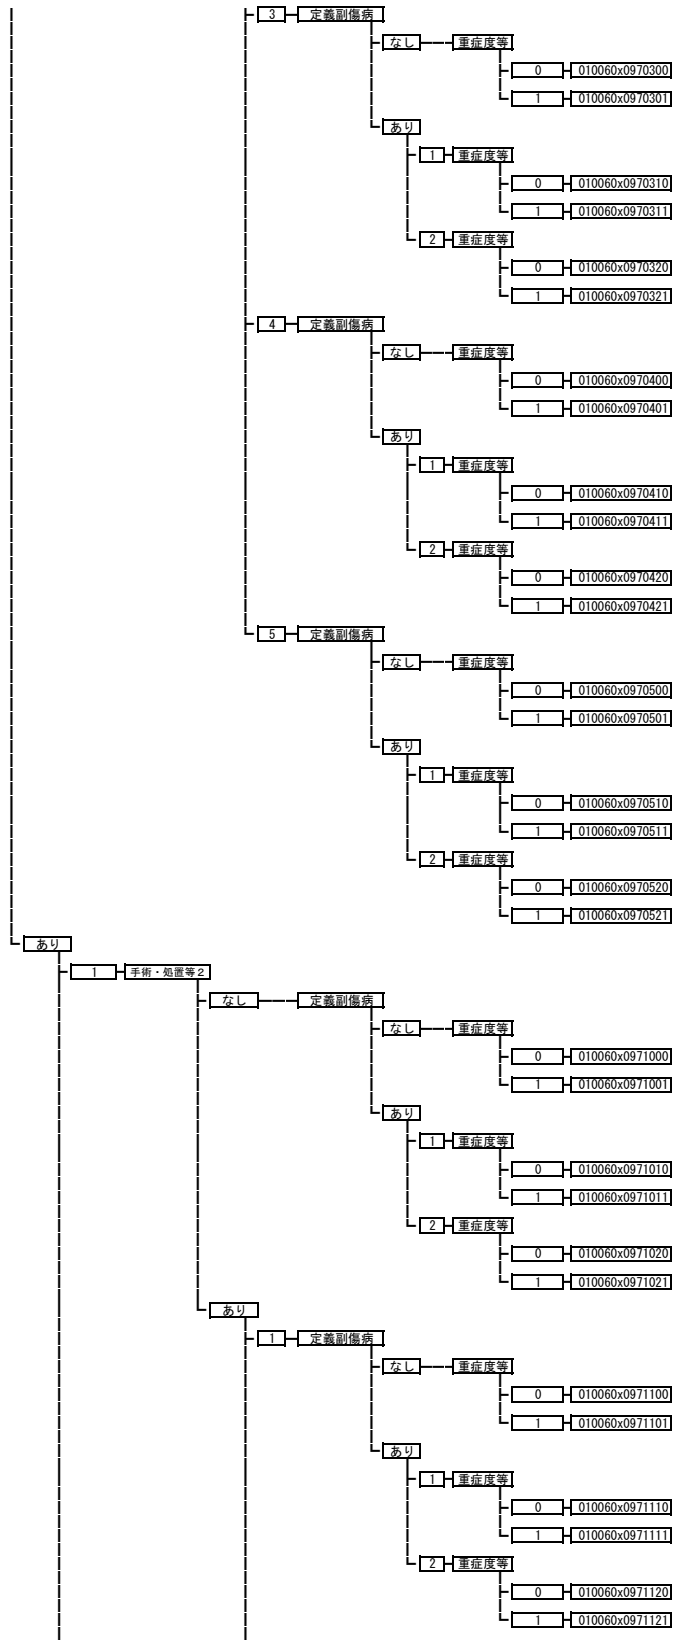 3 定義副傷病
なし 重症度等
0 010060x0970300
1 010060x0970301
あり
1 重症度等
0 010060x0970310
1 010060x0970311
2 重症度等
0 010060x0970320
1 010060x0970321
4 定義副傷病
なし 重症度等
0 010060x0970400
1 010060x0970401
あり
1 重症度等
0 010060x0970410
1 010060x0970411
2 重症度等
0 010060x0970420
1 010060x0970421
5 定義副傷病
なし 重症度等
0 010060x0970500
1 010060x0970501
あり
1 重症度等
0 010060x0970510
1 010060x0970511
2 重症度等
0 010060x0970520
1 010060x0970521
あり
1 手術・処置等2
なし 定義副傷病
なし 重症度等
0 010060x0971000
1 010060x0971001
あり
1 重症度等
0 010060x0971010
1 010060x0971011
2 重症度等
0 010060x0971020
1 010060x0971021
あり
1 定義副傷病
なし 重症度等
0 010060x0971100
1 010060x0971101
あり
1 重症度等
0 010060x0971110
1 010060x0971111
2 重症度等
0 010060x0971120
1 010060x0971121